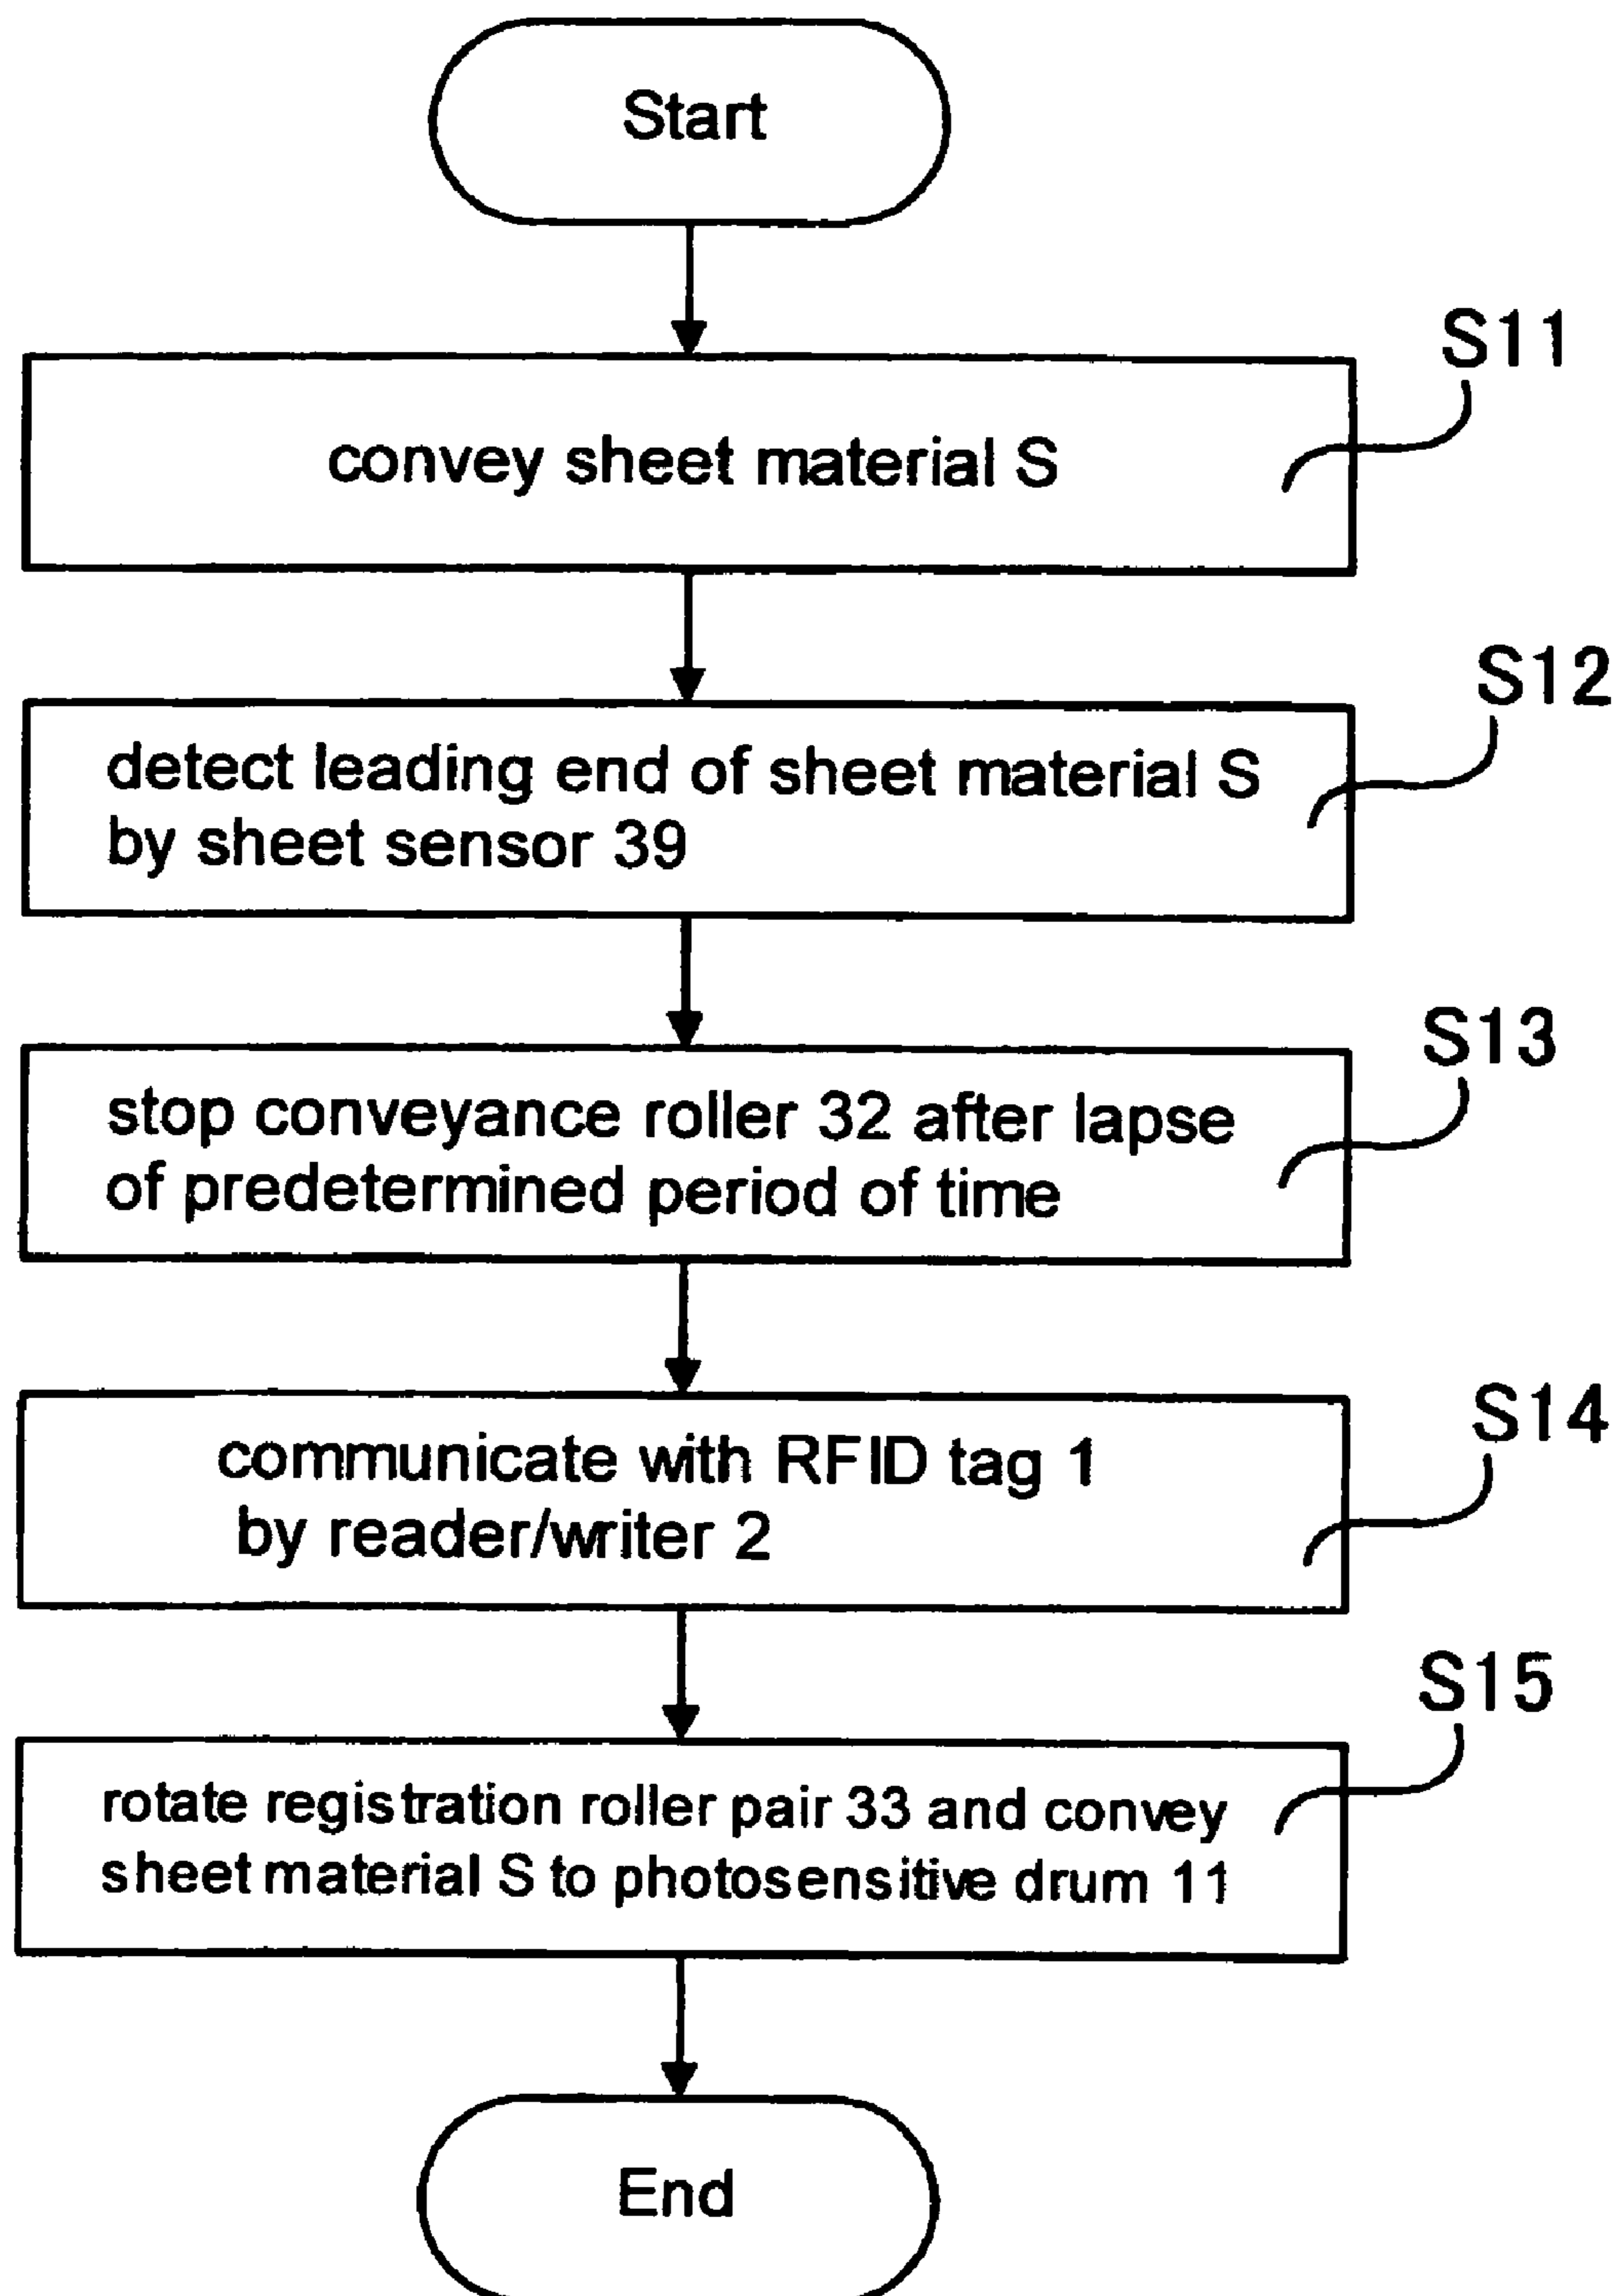 Start
S11
convey sheet material S
S12
detect leading end of sheet material S
by sheet sensor 39
S13
stop conveyance roller 32 after lapse
of predetermined period of time
S14
communicate with RFID tag 1
by reader/writer 2
S15
rotate registration roller pair 33 and convey
sheet material S to photosensitive drum 11
End